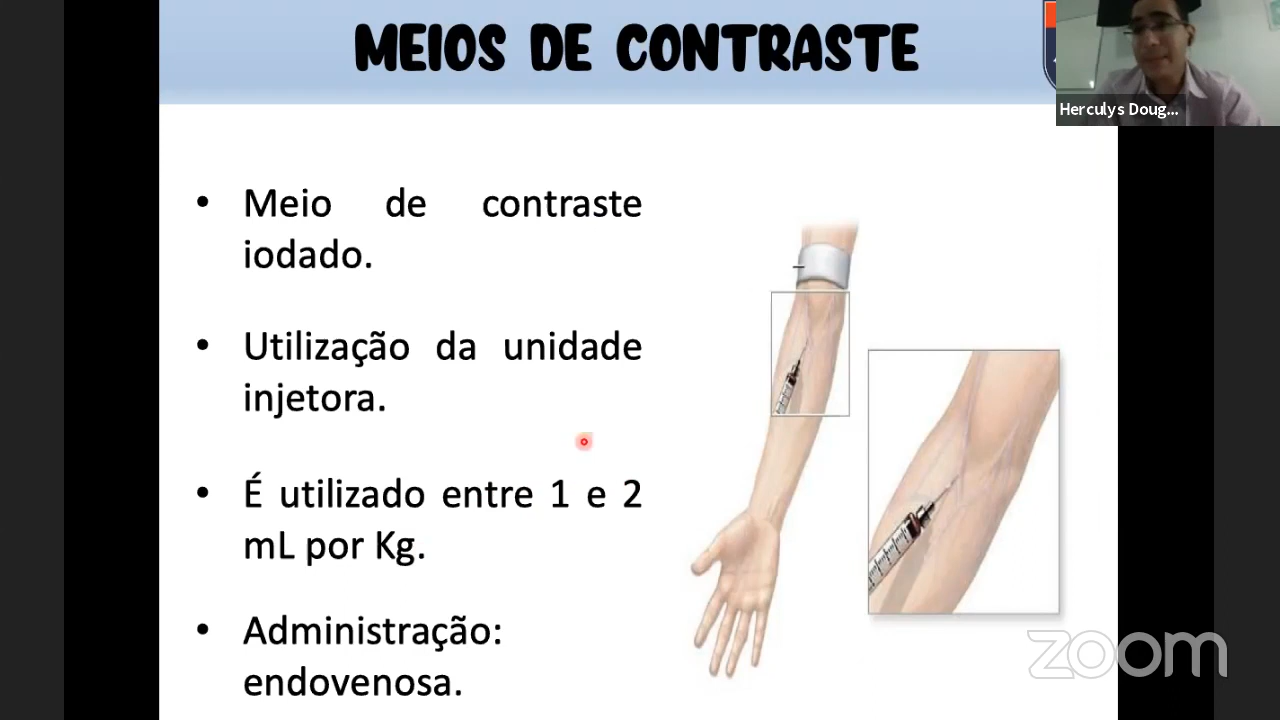 MEIOS DE CONTRASTE
Herculys Doug...
• Meio de contraste
iodado.
• Utilização da unidade
injetora.
• É utilizado entre 1 e 2
mL por Kg.
• Administração:
endovenosa.
zoom